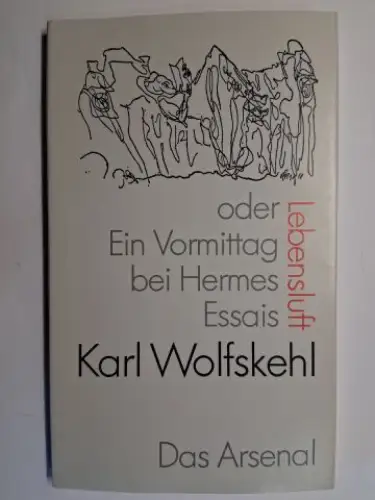 Lebensluft
oder
Ein Vormittag
bei Hermes
Essais
Karl Wolfskehl
Das Arsenal